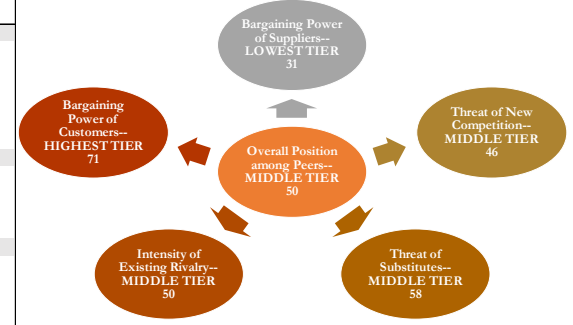 Bargaining Power
of Suppliers--
LOWEST TIER
31
Bargaining
Power of
Customers--
HIGHEST TIER
71
Threat of New
Competition--
MIDDLE TIER
46
Overall Position
among Peers--
MIDDLE TIER
50
Intensity of
Existing Rivalry--
MIDDLE TIER
50
Threat of
Substitutes--
MIDDLE TIER
58